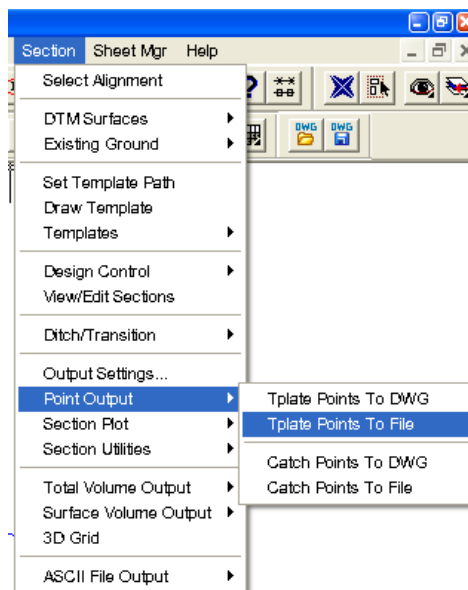 Section Sheet Mgr Help
Select Alignment
DWG DWG
DTM Surfaces
Existing Ground
Set Template Path
Draw Template
Templates
Design Control
View/Edit Sections
Ditch/Transition
Output Settings...
Point Output
Tplate Points To DWG
Section Plot
Tplate Points To File
Section Utilities
Catch Points To DWG
Total Volume Output
Catch Points To File
Surface Volume Output
3D Grid
ASCII File Output